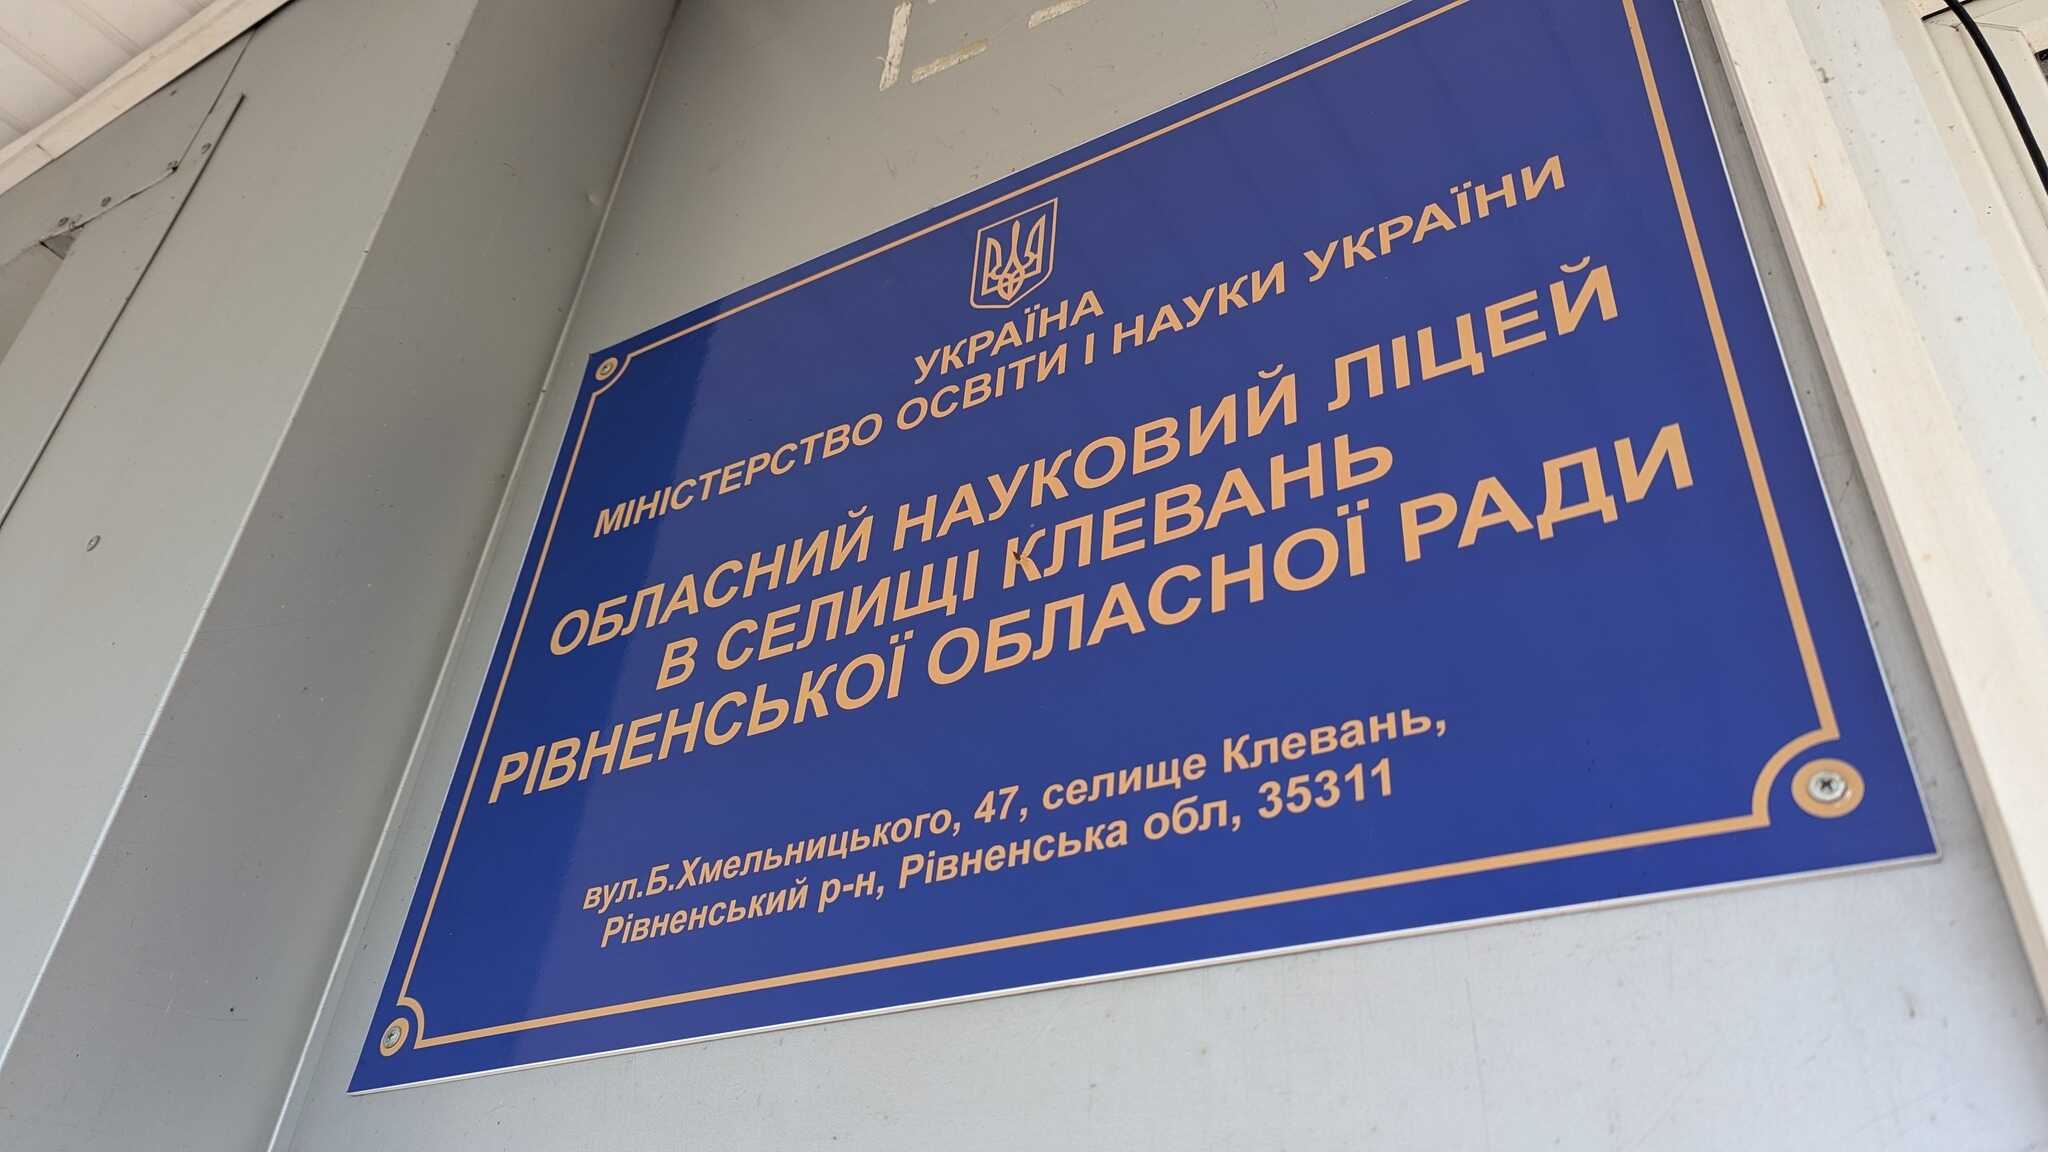 УКРАЇНА
МІНІСТЕРСТВО ОСВІТИ І НАУКИ УКРАЇНИ
ОБЛАСНИЙ НАУКОВИЙ ЛІЦЕЙ
В СЕЛИЩІ КЛЕВАНЬ
РІВНЕНСЬКОЇ ОБЛАСНОЇ РАДИ
вул.Б.Хмельницького, 47, селище Клевань,
Рівненський р-н, Рівненська обл, 35311